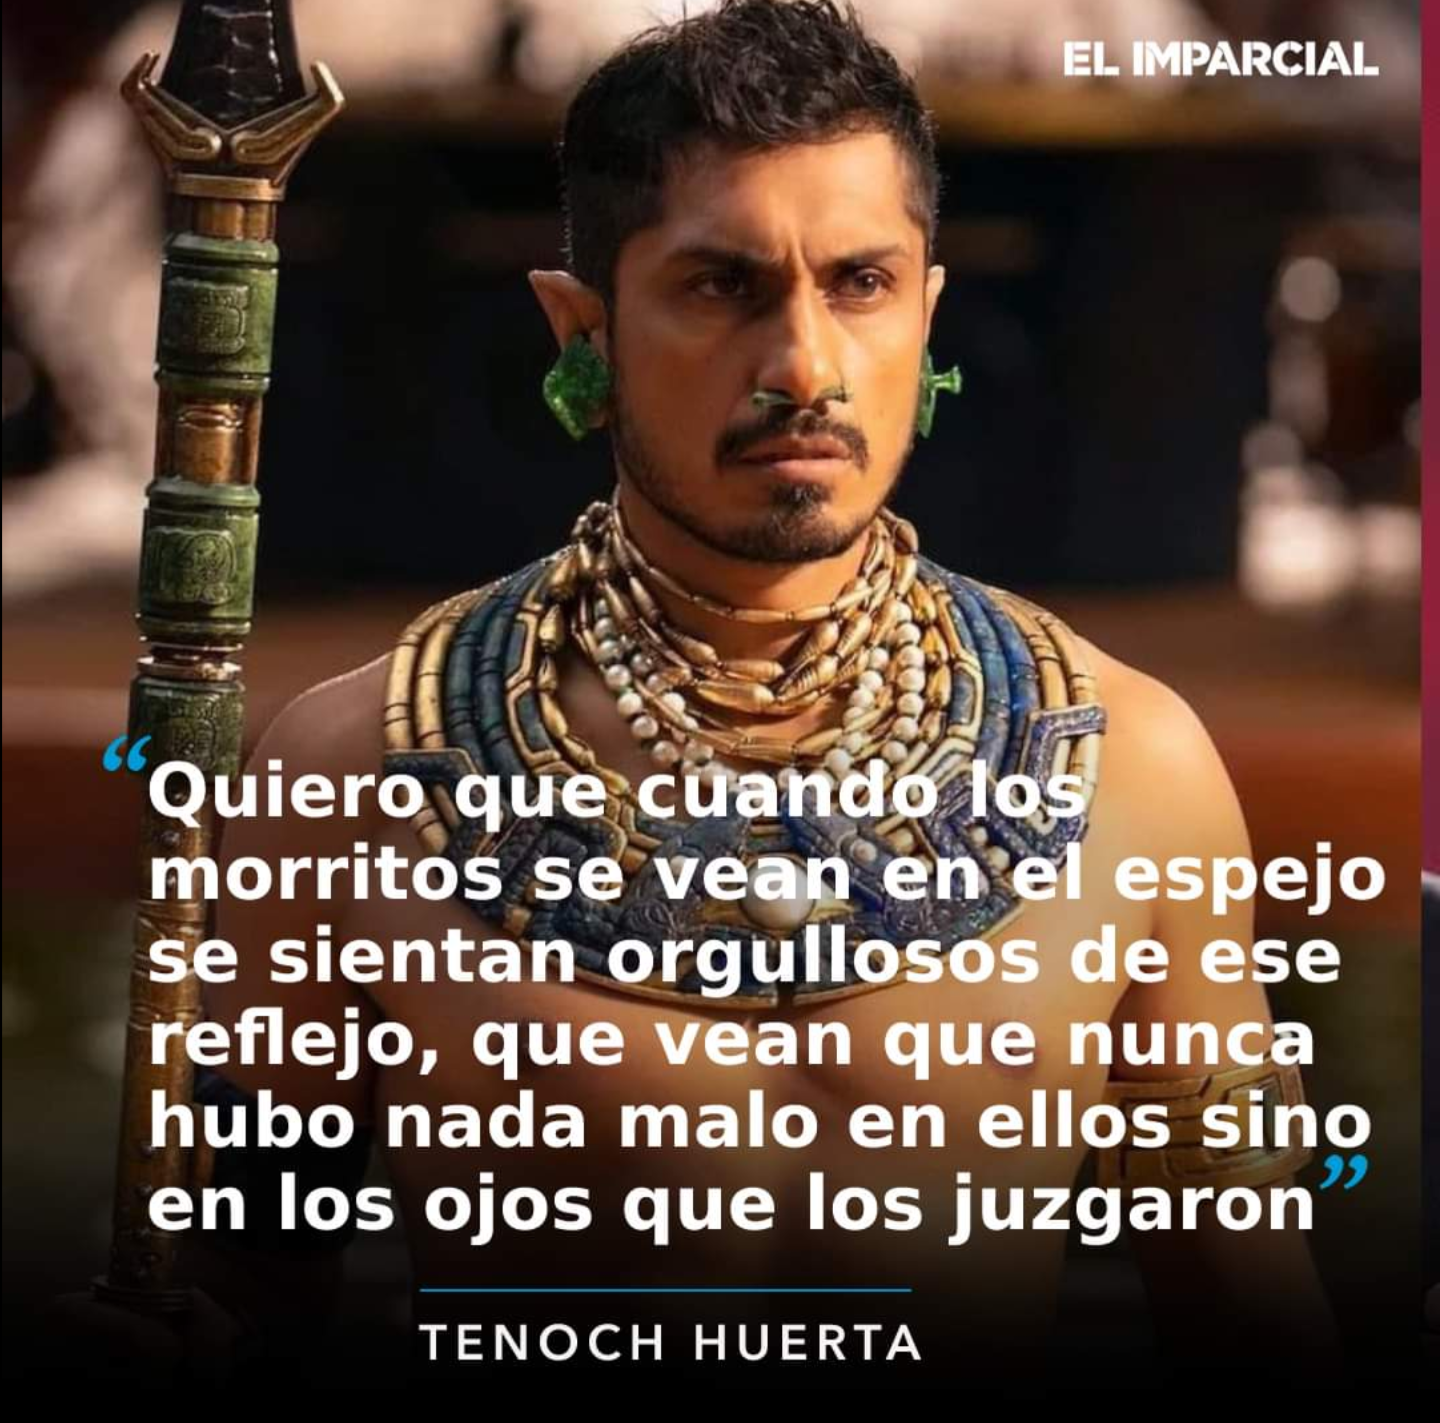 EL IMPARCIAL
“Quiero que cuando los
morritos se vean en el espejo
se sientan orgullosos de ese
reflejo, que vean que nunca
hubo nada malo en ellos sino
en los ojos que los juzgaron”
TENOCH HUERTA